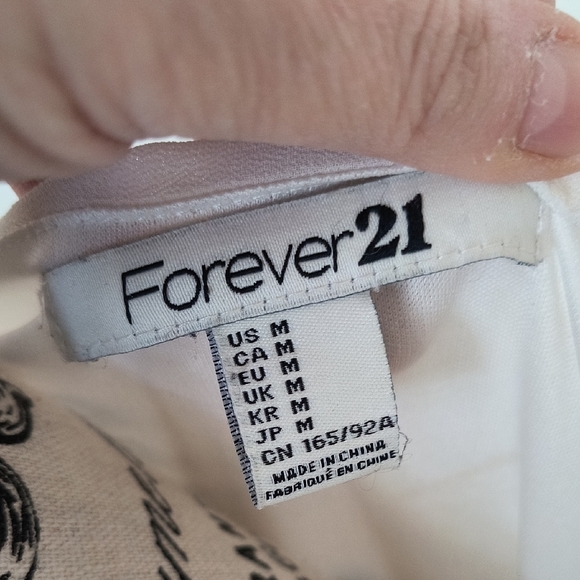 Forever21
US M
CA M
EU M
UK M
KR M
JP M
CN 165/92A
MADE IN CHINA
FABRIQUÉ EN CHINE